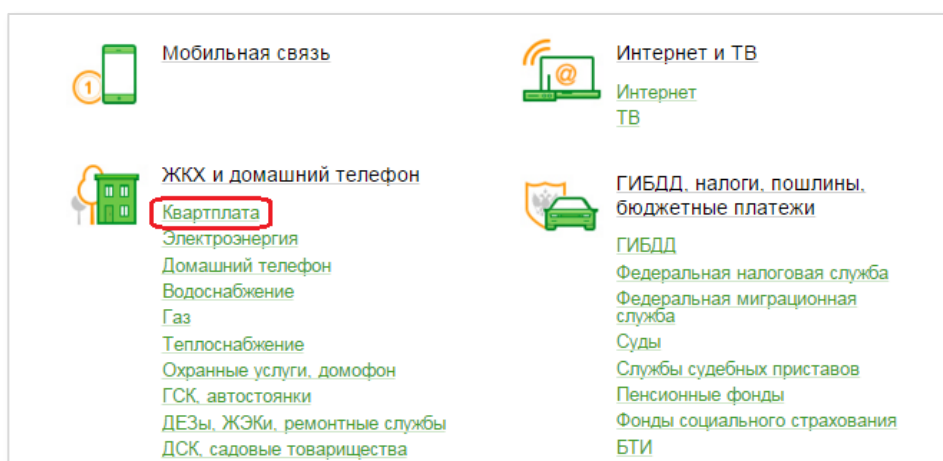 Мобильная связь
1
ЖКХ и домашний телефон
Квартплата
Электроэнергия
Домашний телефон
Водоснабжение
Газ
Теплоснабжение
Охранные услуги, домофон
ГСК, автостоянки
ДЕЗы, ЖЭКи, ремонтные службы
ДСК, садовые товарищества
Интернет и ТВ
@
Интернет
ТВ
ГИБДД, налоги, пошлины,
бюджетные платежи
ГИБДД
Федеральная налоговая служба
Федеральная миграционная
служба
Суды
Службы судебных приставов
Пенсионные фонды
Фонды социального страхования
БТИ